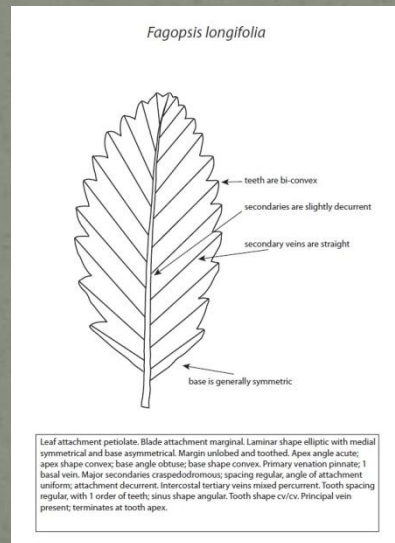 Fagopsis longifolia
teeth are bi-convex
secondaries are slightly decurrent
secondary veins are straight
base is generally symmetric
Leaf attachment petiolate. Blade attachment marginal. Laminar shape elliptic with medial
symmetrical and base asymmetrical. Margin unlobed and toothed. Apex angle acute;
apex shape convex; base angle obtuse; base shape convex. Primary venation pinnate; 1
basal vein. Major secondaries craspedodromous; spacing regular, angle of attachment
uniform; attachment decurrent. Intercostal tertiary veins mixed percurrent. Tooth spacing
regular, with 1 order of teeth; sinus shape angular. Tooth shape cv/cv. Principal vein
present; terminates at tooth apex.